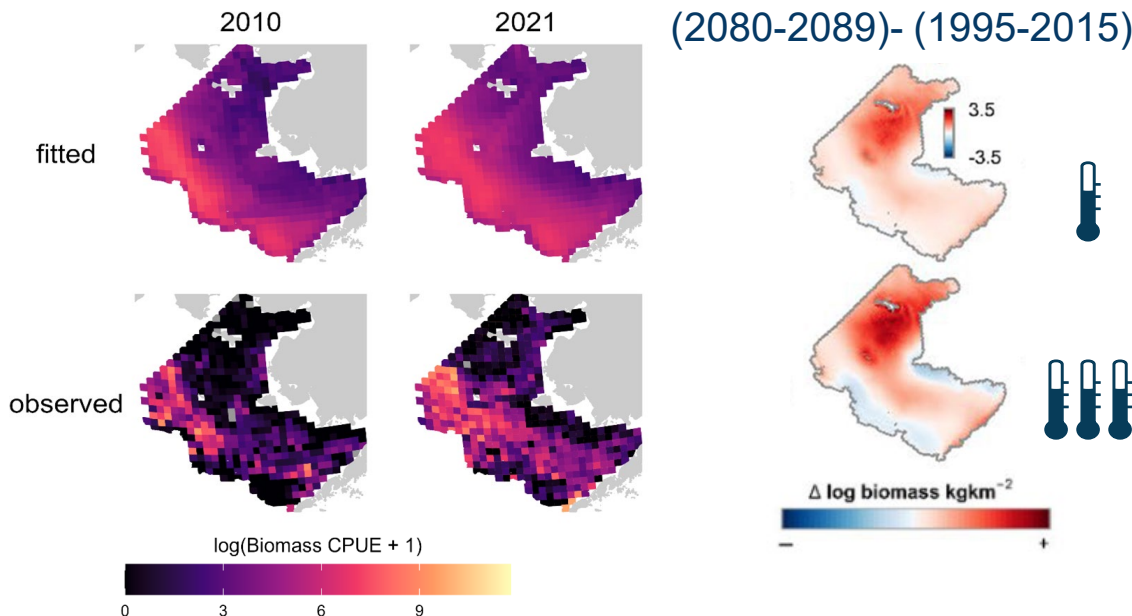 2010
2021
(2080-2089)- (1995-2015)
fitted
3.5
-3.5
observed
Δ log biomass kgkm⁻²
– +
log(Biomass CPUE + 1)
0 3 6 9